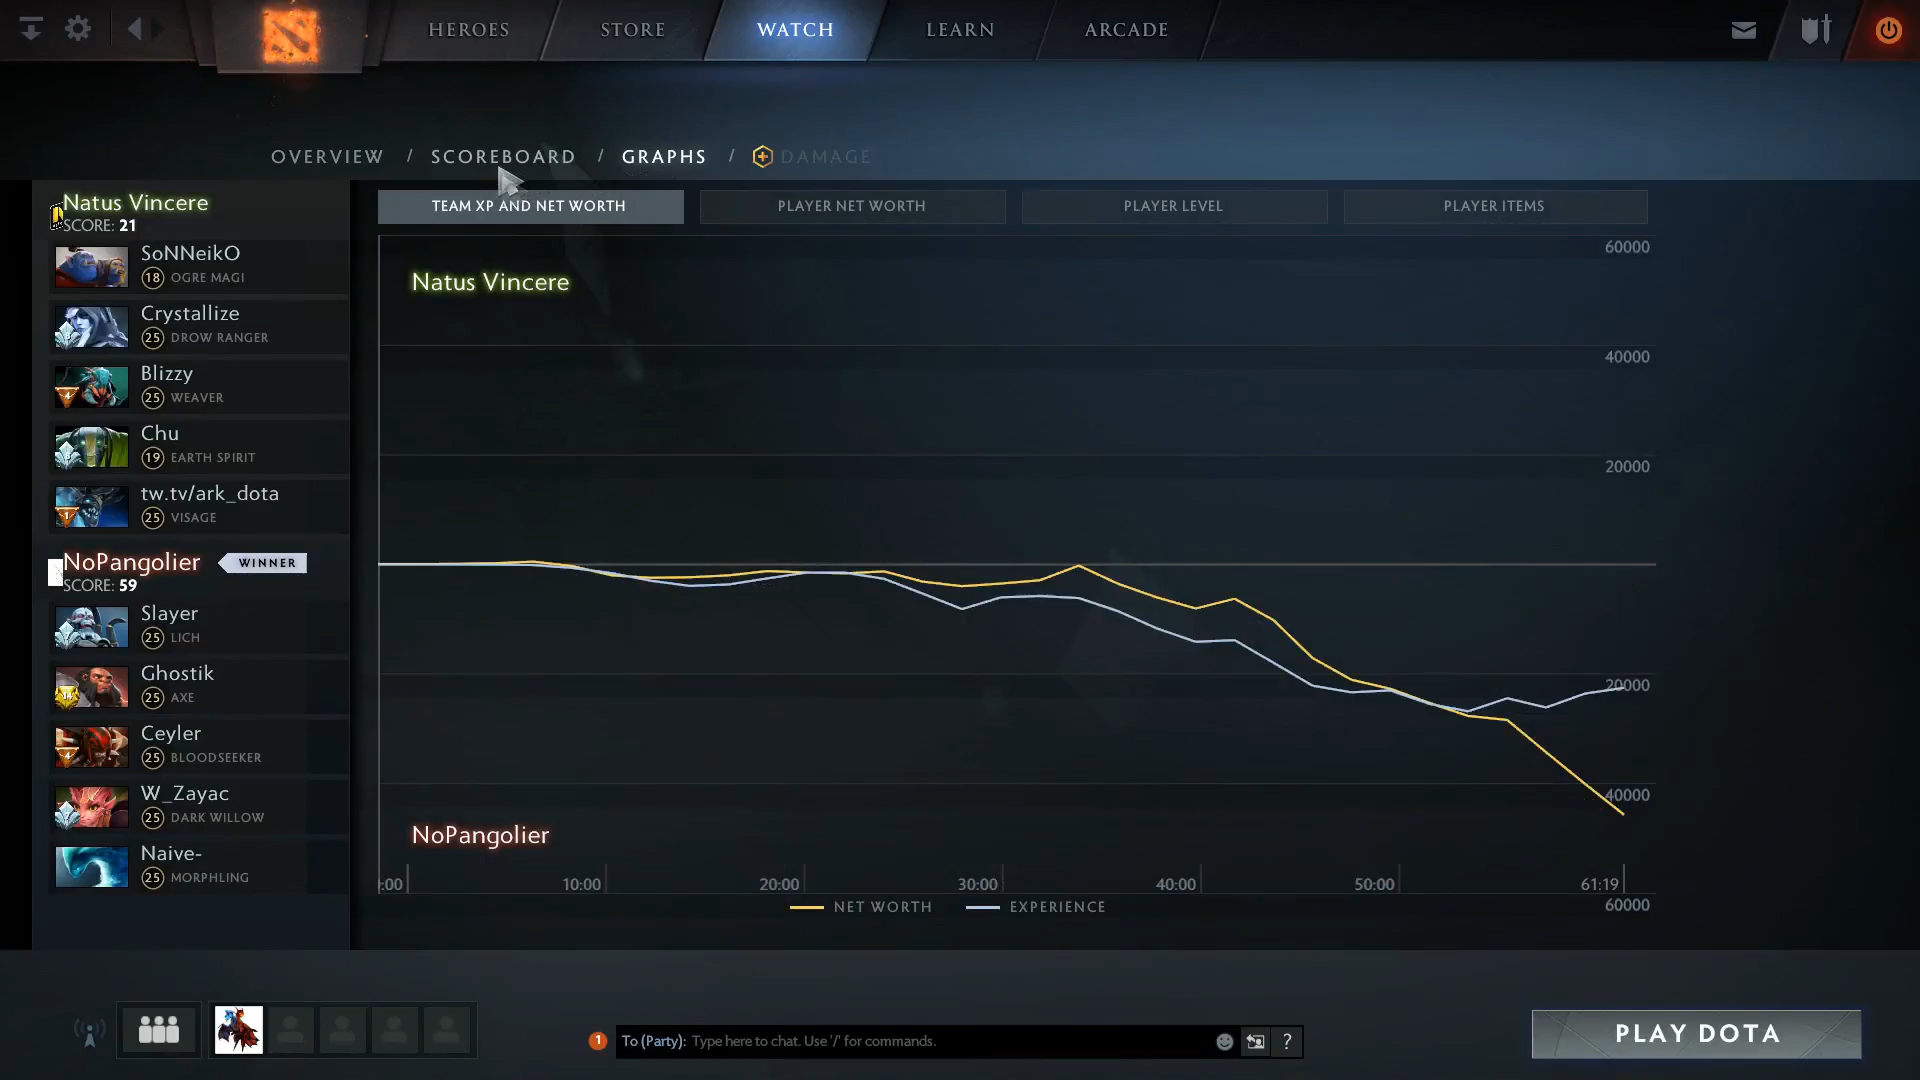 HEROES
STORE
WATCH
LEARN
ARCADE
OVERVIEW / SCOREBOARD / GRAPHS / DAMAGE
Natus Vincere
SCORE: 21
SoNNeikO
18 OGRE MAGI
Crystallize
25 DROW RANGER
Blizzy
4
25 WEAVER
Chu
19 EARTH SPIRIT
tw.tv/ark_dota
1
25 VISAGE
NoPangolier
WINNER
SCORE: 59
Slayer
25 LICH
Ghostik
14
25 AXE
Ceyler
4
25 BLOODSEEKER
W_Zayac
25 DARK WILLOW
Naive-
25 MORPHLING
TEAM XP AND NET WORTH
PLAYER NET WORTH
PLAYER LEVEL
PLAYER ITEMS
Natus Vincere
60000
40000
20000
20000
40000
60000
NoPangolier
:00
10:00
20:00
30:00
40:00
50:00
61:19
NET WORTH
EXPERIENCE
1
To (Party): Type here to chat. Use '/' for commands.
?
PLAY DOTA